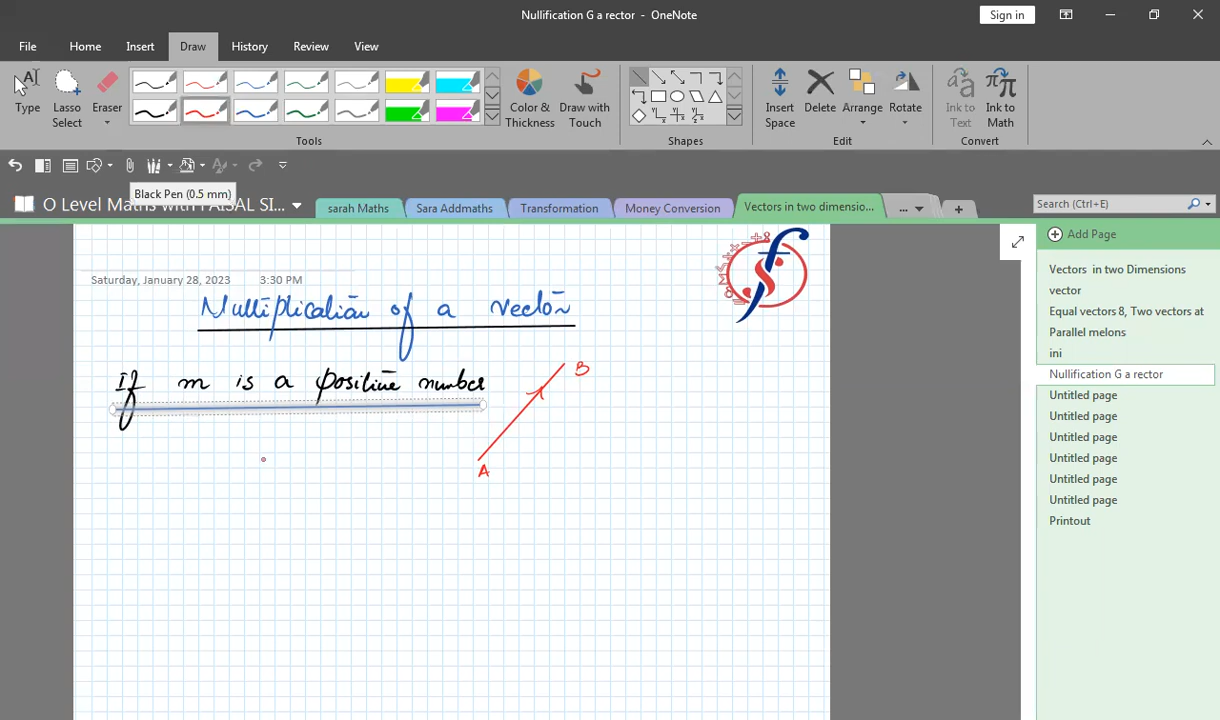 Nullification G a rector - OneNote
Sign in
File Home Insert Draw History Review View
Type
Lasso Select
Eraser
Color & Thickness
Draw with Touch
Insert Space
Delete
Arrange
Rotate
Ink to Text
Ink to Math
Tools
Shapes
Edit
Convert
Black Pen (0.5 mm)
O Level Maths with FAISAL SI...
sarah Maths
Sara Addmaths
Transformation
Money Conversion
Vectors in two dimensio...
...
Search (Ctrl+E)
Add Page
Saturday, January 28, 2023 3:30 PM
Multiplication of a vector
If m is a positive number
B
A
Vectors in two Dimensions
vector
Equal vectors 8, Two vectors at
Parallel melons
ini
Nullification G a rector
Untitled page
Untitled page
Untitled page
Untitled page
Untitled page
Untitled page
Printout